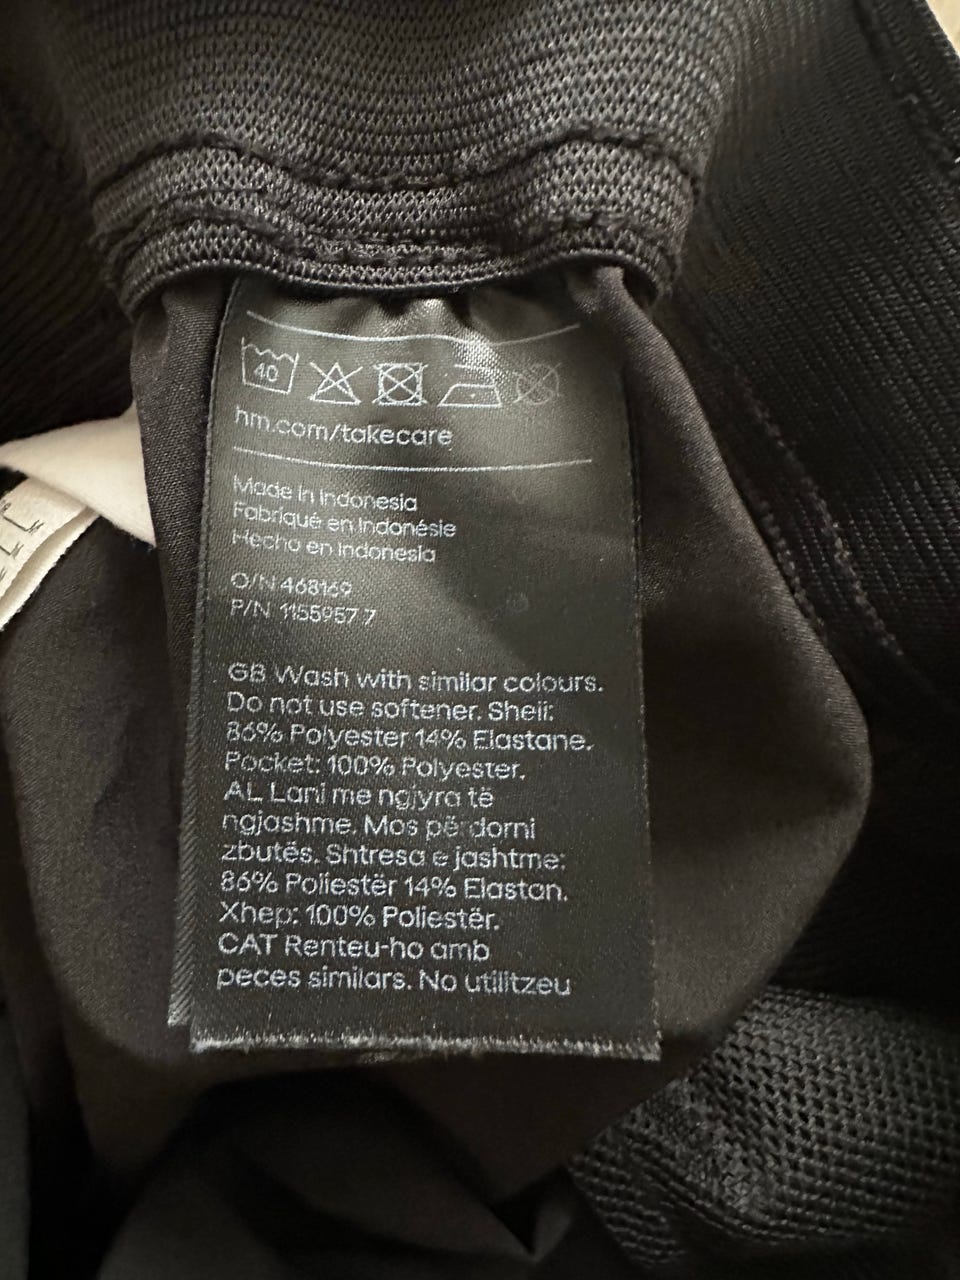 40
hm.com/takecare
Made in Indonesia
Fabriqué en Indonésie
Hecho en Indonesia
O/N 468169
P/N 1155957 7
GB Wash with similar colours.
Do not use softener. Shell:
86% Polyester 14% Elastane.
Pocket: 100% Polyester.
AL Lani me ngjyra të
ngjashme. Mos përdorni
zbutës. Shtresa e jashtme:
86% Poliestër 14% Elastan.
Xhep: 100% Poliestër.
CAT Renteu-ho amb
peces similars. No utilitzeu